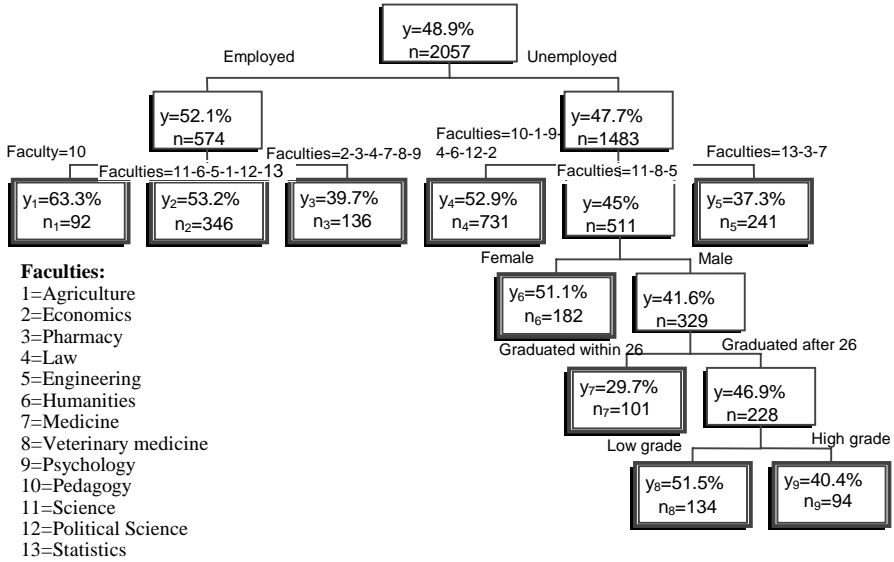 y=48.9%
n=2057
Employed
Unemployed
y=52.1%
n=574
y=47.7%
n=1483
Faculty=10
Faculties=11-6-5-1-12-13
Faculties=2-3-4-7-8-9
Faculties=10-1-9-
4-6-12-2
Faculties=11-8-5
Faculties=13-3-7
y₁=63.3%
n₁=92
y₂=53.2%
n₂=346
y₃=39.7%
n₃=136
y₄=52.9%
n₄=731
y=45%
n=511
y₅=37.3%
n₅=241
Female
Male
y₆=51.1%
n₆=182
y=41.6%
n=329
Graduated within 26
Graduated after 26
y₇=29.7%
n₇=101
y=46.9%
n=228
Low grade
High grade
y₈=51.5%
n₈=134
y₉=40.4%
n₉=94
Faculties:
1=Agriculture
2=Economics
3=Pharmacy
4=Law
5=Engineering
6=Humanities
7=Medicine
8=Veterinary medicine
9=Psychology
10=Pedagogy
11=Science
12=Political Science
13=Statistics